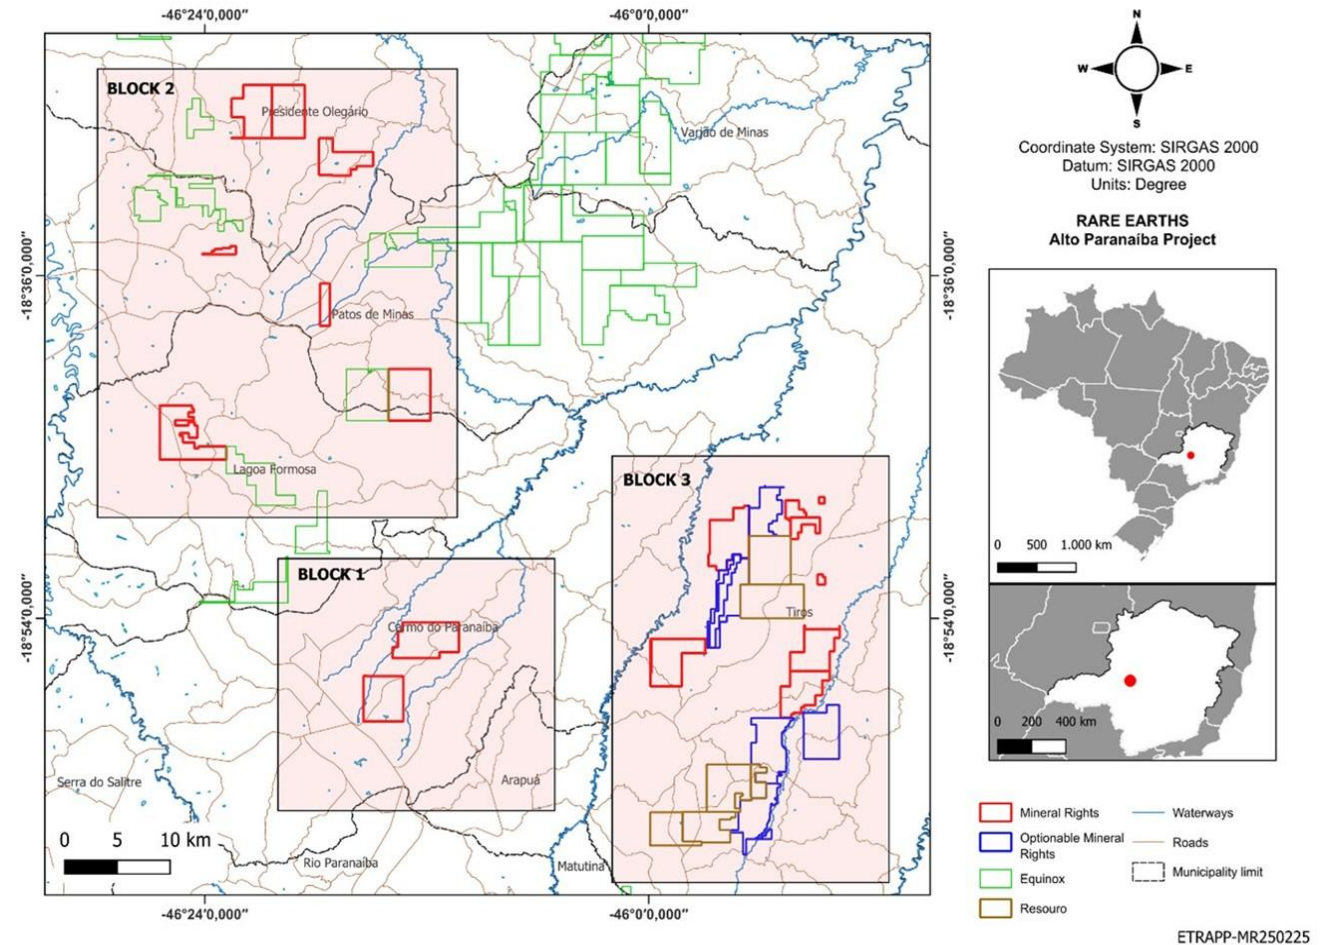 -46°24'0,000"
-46°0'0,000"
BLOCK 2
Presidente Olegário
Varjão de Minas
-18°36'0,000"
-18°36'0,000"
Patos de Minas
Lagoa Formosa
BLOCK 3
BLOCK 1
Tiros
Carmo do Paranaíba
-18°54'0,000"
-18°54'0,000"
Serra do Salitre
Arapuá
0 5 10 km
Rio Paranaíba
Matutina
-46°24'0,000"
-46°0'0,000"
N
W E
S
Coordinate System: SIRGAS 2000
Datum: SIRGAS 2000
Units: Degree
RARE EARTHS
Alto Paranaíba Project
0 500 1.000 km
0 200 400 km
Mineral Rights
Optionable Mineral
Rights
Equinox
Resouro
Waterways
Roads
Municipality limit
ETRAPP-MR250225